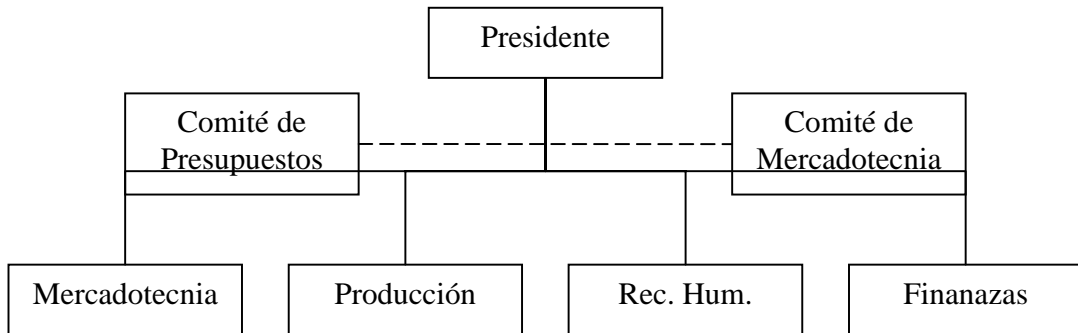 Presidente
Comité de
Presupuestos
Comité de
Mercadotecnia
Mercadotecnia
Producción
Rec. Hum.
Finanazas